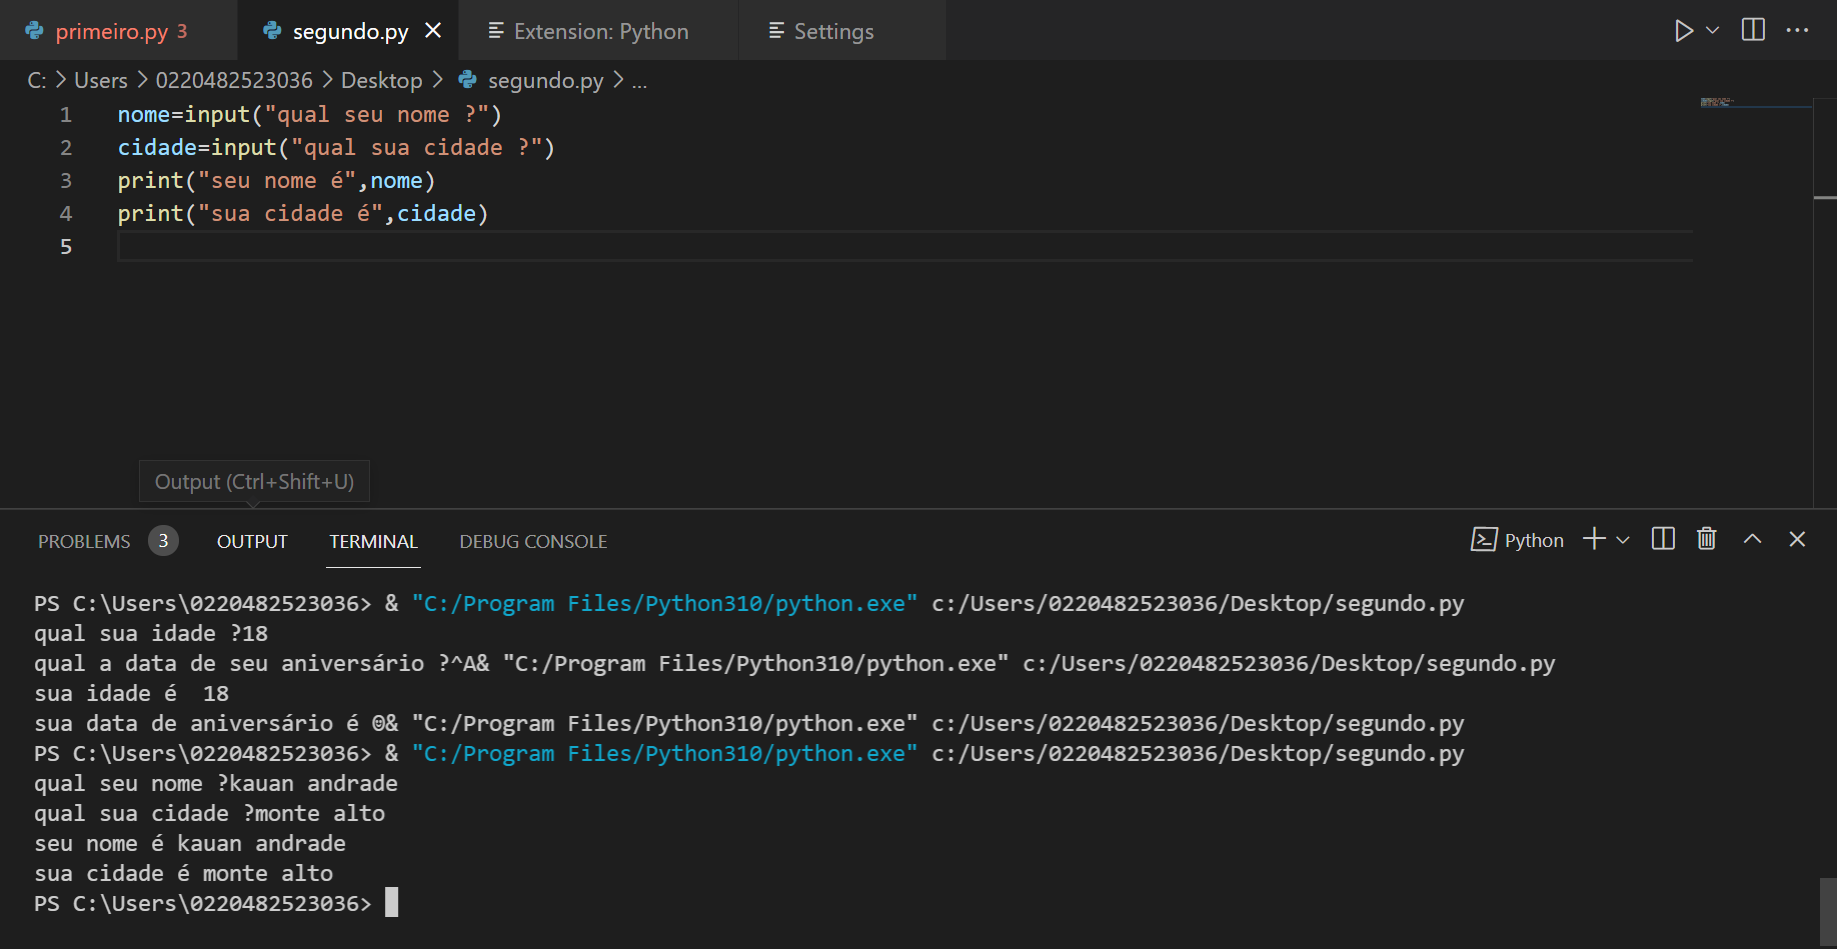 primeiro.py 3 segundo.py Extension: Python Settings
C: > Users > 0220482523036 > Desktop > segundo.py > ...
1 nome=input("qual seu nome ?")
2 cidade=input("qual sua cidade ?")
3 print("seu nome é",nome)
4 print("sua cidade é",cidade)
5
Output (Ctrl+Shift+U)
PROBLEMS 3 OUTPUT TERMINAL DEBUG CONSOLE Python
PS C:\Users\0220482523036> & "C:/Program Files/Python310/python.exe" c:/Users/0220482523036/Desktop/segundo.py
qual sua idade ?18
qual a data de seu aniversário ?^A& "C:/Program Files/Python310/python.exe" c:/Users/0220482523036/Desktop/segundo.py
sua idade é  18
sua data de aniversário é ☺& "C:/Program Files/Python310/python.exe" c:/Users/0220482523036/Desktop/segundo.py
PS C:\Users\0220482523036> & "C:/Program Files/Python310/python.exe" c:/Users/0220482523036/Desktop/segundo.py
qual seu nome ?kauan andrade
qual sua cidade ?monte alto
seu nome é kauan andrade
sua cidade é monte alto
PS C:\Users\0220482523036>